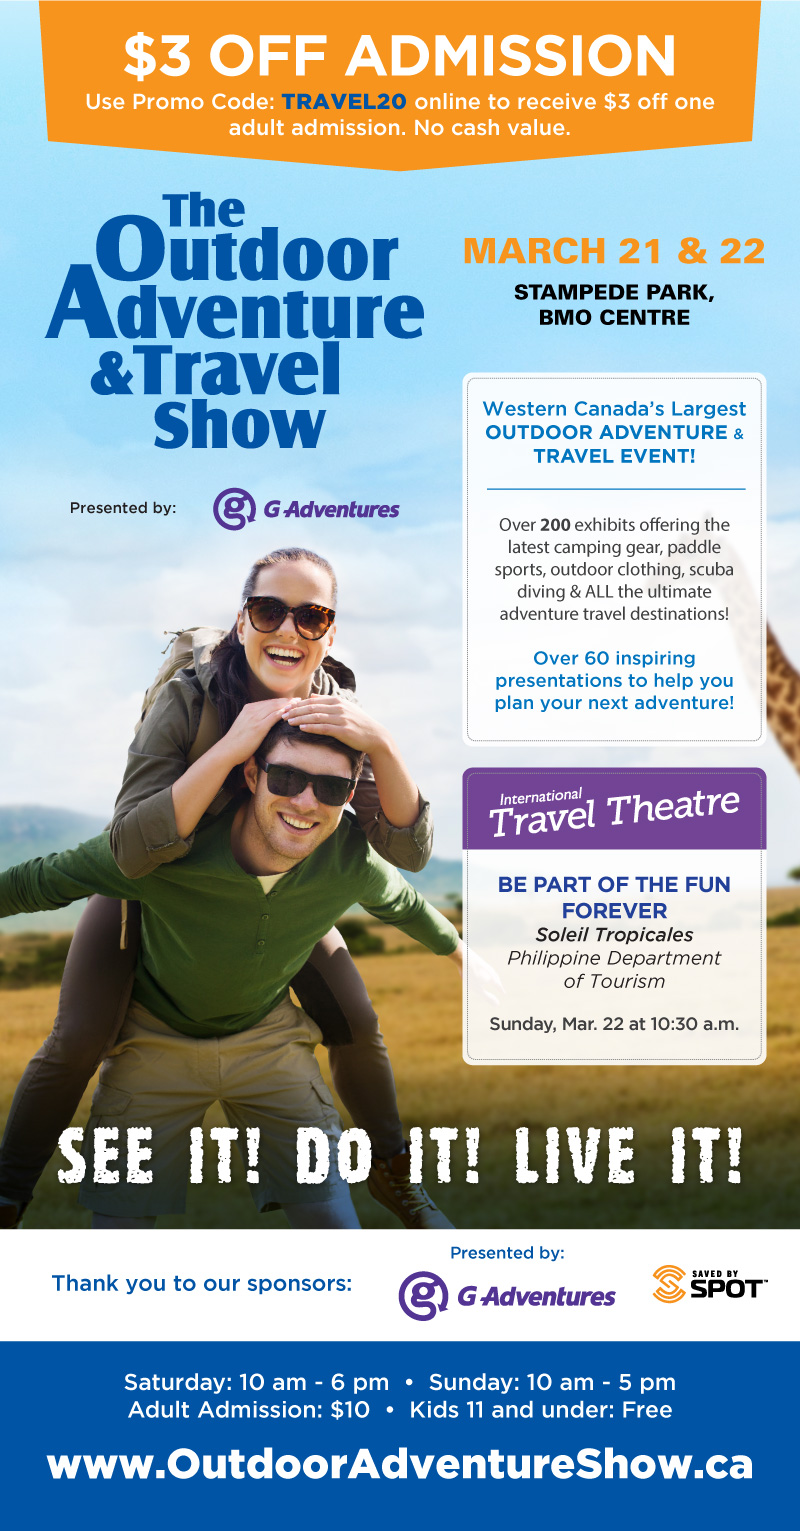 $3 OFF ADMISSION
Use Promo Code: TRAVEL20 online to receive $3 off one
adult admission. No cash value.
The
Outdoor
Adventure
&Travel
Show
Presented by:
G Adventures
MARCH 21 & 22
STAMPEDE PARK,
BMO CENTRE
Western Canada's Largest
OUTDOOR ADVENTURE &
TRAVEL EVENT!
Over 200 exhibits offering the
latest camping gear, paddle
sports, outdoor clothing, scuba
diving & ALL the ultimate
adventure travel destinations!
Over 60 inspiring
presentations to help you
plan your next adventure!
International
Travel Theatre
BE PART OF THE FUN
FOREVER
Soleil Tropicales
Philippine Department
of Tourism
Sunday, Mar. 22 at 10:30 a.m.
SEE IT! DO IT! LIVE IT!
Thank you to our sponsors:
Presented by:
G Adventures
SAVED BY
SPOT™
Saturday: 10 am - 6 pm • Sunday: 10 am - 5 pm
Adult Admission: $10 • Kids 11 and under: Free
www.OutdoorAdventureShow.ca